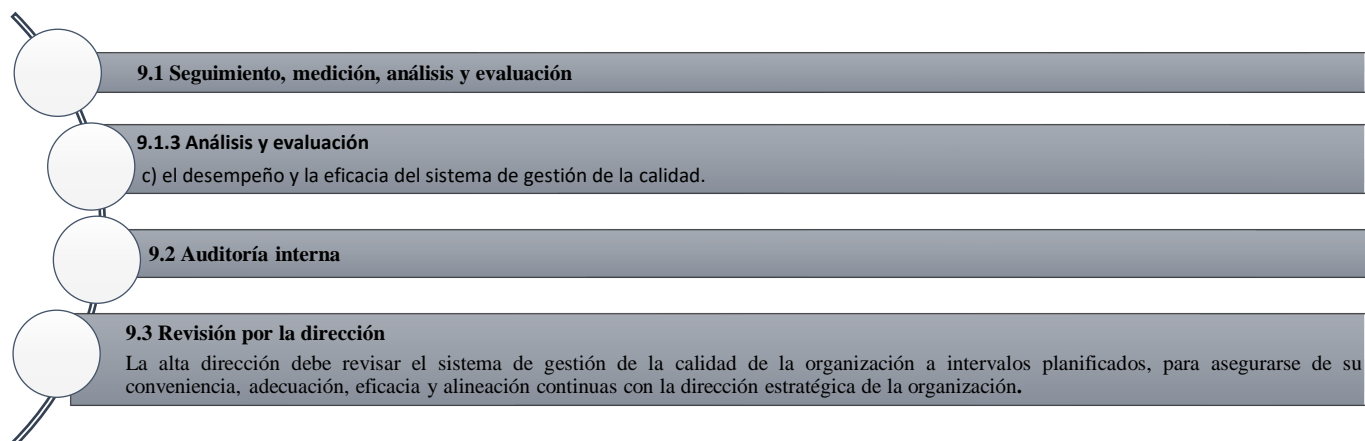 9.1 Seguimiento, medición, análisis y evaluación
9.1.3 Análisis y evaluación
c) el desempeño y la eficacia del sistema de gestión de la calidad.
9.2 Auditoría interna
9.3 Revisión por la dirección
La alta dirección debe revisar el sistema de gestión de la calidad de la organización a intervalos planificados, para asegurarse de su
conveniencia, adecuación, eficacia y alineación continuas con la dirección estratégica de la organización.